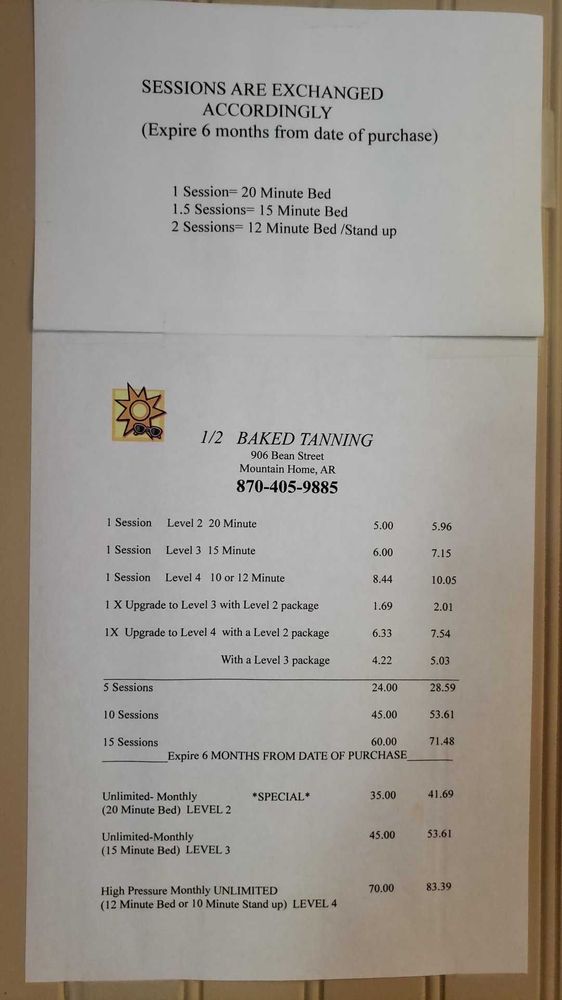 SESSIONS ARE EXCHANGED
ACCORDINGLY
(Expire 6 months from date of purchase)
1 Session= 20 Minute Bed
1.5 Sessions= 15 Minute Bed
2 Sessions= 12 Minute Bed /Stand up
1/2 BAKED TANNING
906 Bean Street
Mountain Home, AR
870-405-9885
1 Session Level 2 20 Minute 5.00 5.96
1 Session Level 3 15 Minute 6.00 7.15
1 Session Level 4 10 or 12 Minute 8.44 10.05
1 X Upgrade to Level 3 with Level 2 package 1.69 2.01
1X Upgrade to Level 4 with a Level 2 package 6.33 7.54
With a Level 3 package 4.22 5.03
5 Sessions 24.00 28.59
10 Sessions 45.00 53.61
15 Sessions 60.00 71.48
Expire 6 MONTHS FROM DATE OF PURCHASE
Unlimited- Monthly *SPECIAL* 35.00 41.69
(20 Minute Bed) LEVEL 2
Unlimited-Monthly 45.00 53.61
(15 Minute Bed) LEVEL 3
High Pressure Monthly UNLIMITED 70.00 83.39
(12 Minute Bed or 10 Minute Stand up) LEVEL 4